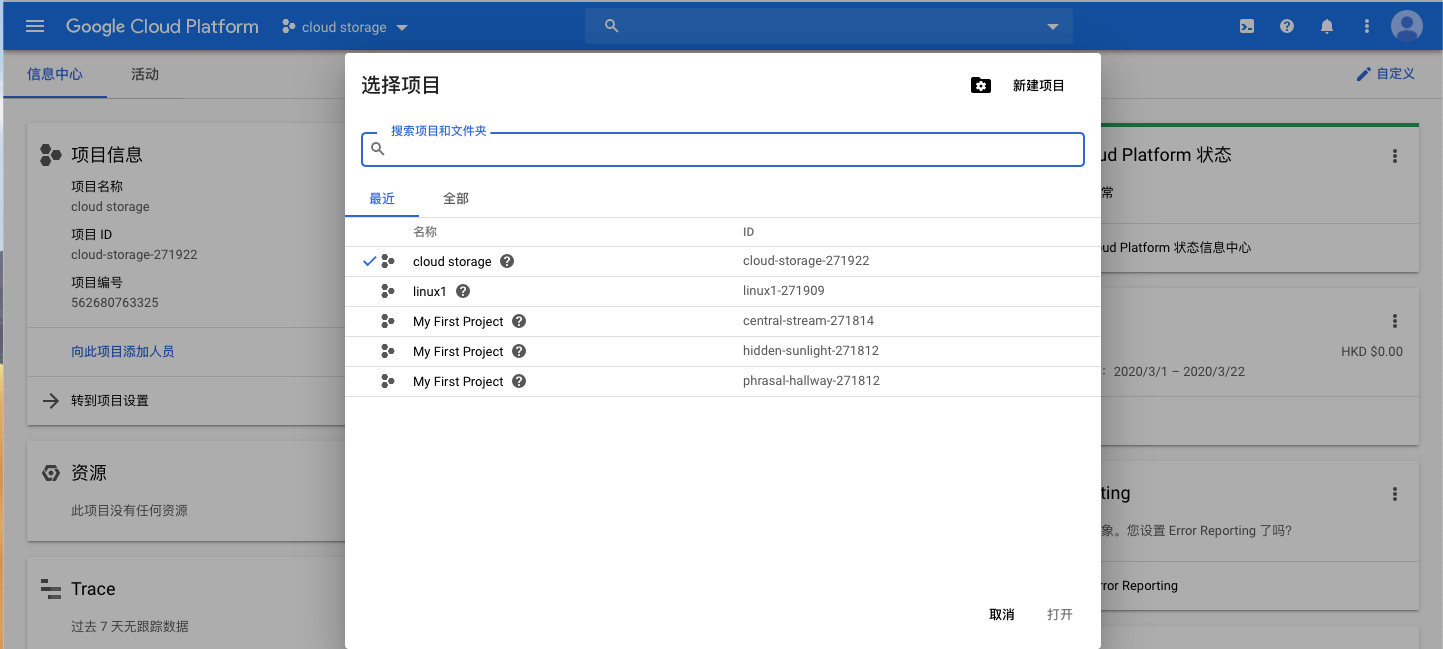 Google Cloud Platform
cloud storage
信息中心
活动
自定义
项目信息
项目名称
cloud storage
项目 ID
cloud-storage-271922
项目编号
562680763325
向此项目添加人员
转到项目设置
资源
此项目没有任何资源
Trace
过去 7 天无跟踪数据
选择项目
新建项目
搜索项目和文件夹
最近
全部
名称 ID
cloud storage cloud-storage-271922
linux1 linux1-271909
My First Project central-stream-271814
My First Project hidden-sunlight-271812
My First Project phrasal-hallway-271812
取消
打开
ud Platform 状态
常
ud Platform 状态信息中心
HKD $0.00
: 2020/3/1 – 2020/3/22
ting
象。您设置 Error Reporting 了吗?
rror Reporting